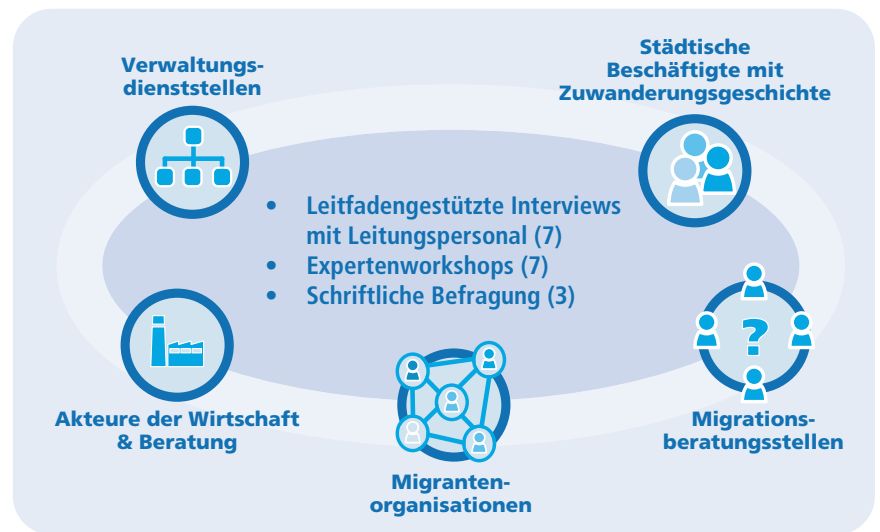 Verwaltungs-
dienststellen
Städtische
Beschäftigte mit
Zuwanderungsgeschichte
• Leitfadengestützte Interviews
mit Leitungspersonal (7)
• Expertenworkshops (7)
• Schriftliche Befragung (3)
?
Akteure der Wirtschaft
& Beratung
Migrations-
beratungsstellen
Migranten-
organisationen